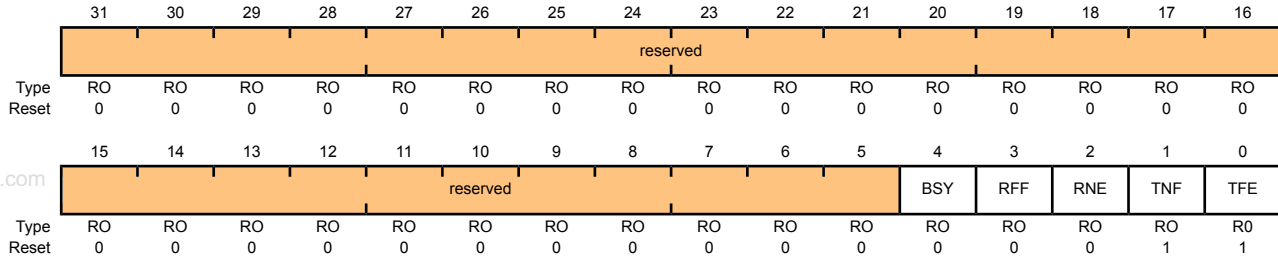 31 30 29 28 27 26 25 24 23 22 21 20 19 18 17 16
reserved
Type RO RO RO RO RO RO RO RO RO RO RO RO RO RO RO RO
Reset 0 0 0 0 0 0 0 0 0 0 0 0 0 0 0 0
15 14 13 12 11 10 9 8 7 6 5 4 3 2 1 0
.com reserved BSY RFF RNE TNF TFE
Type RO RO RO RO RO RO RO RO RO RO RO RO RO RO RO R0
Reset 0 0 0 0 0 0 0 0 0 0 0 0 0 0 1 1